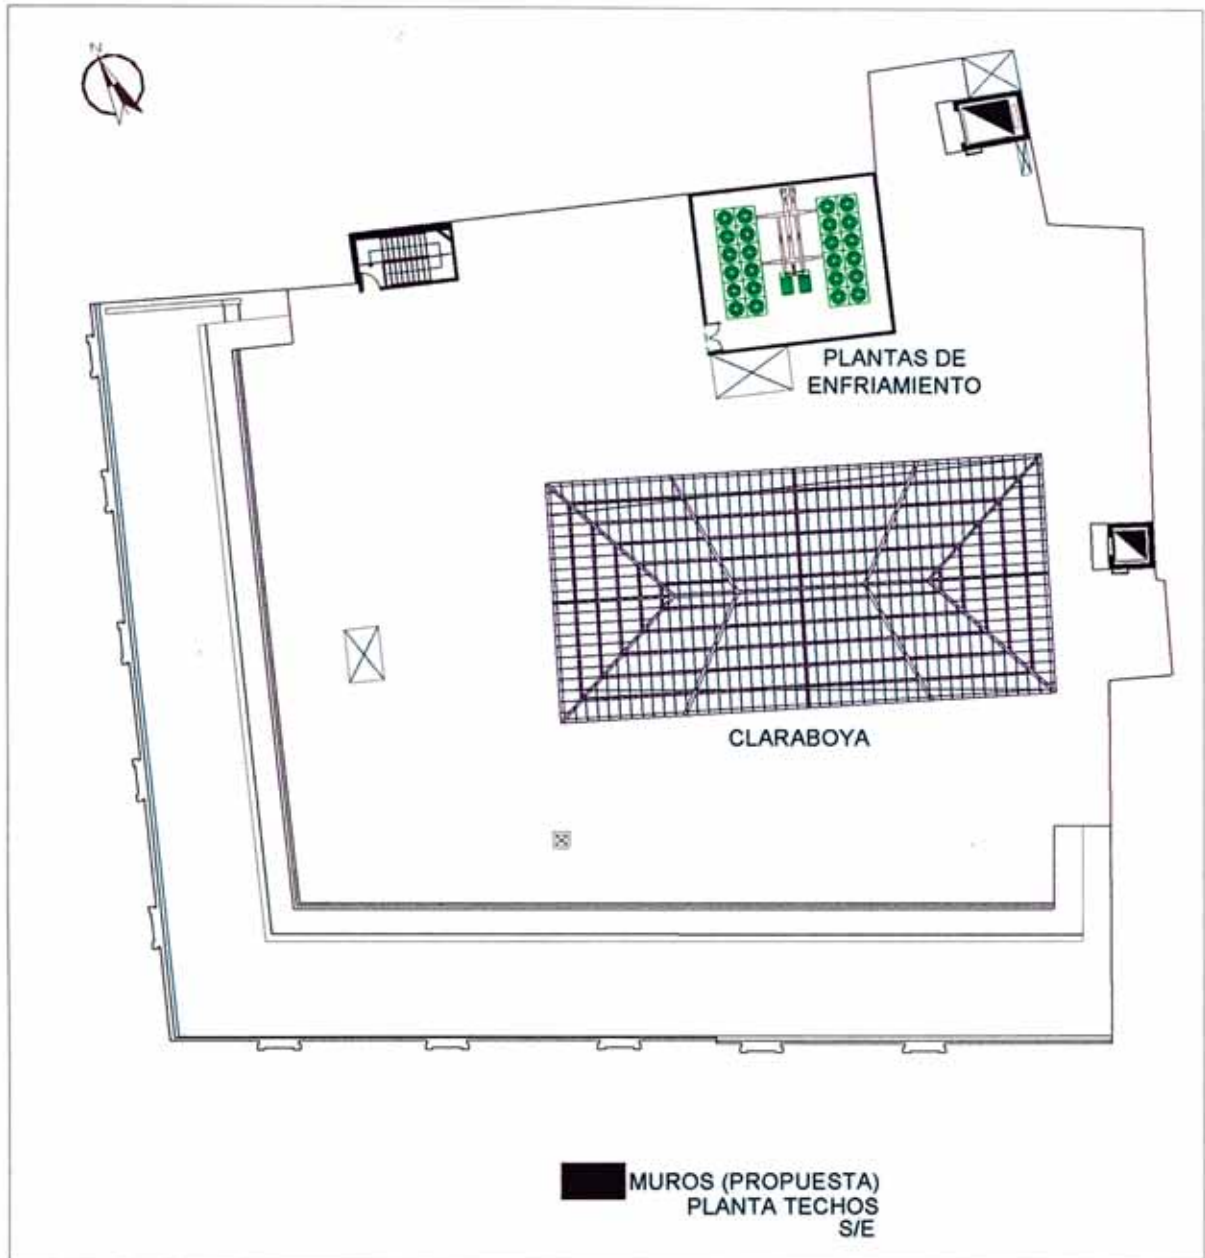 N
PLANTAS DE
ENFRIAMIENTO
CLARABOYA
MUROS (PROPUESTA)
PLANTA TECHOS
S/E